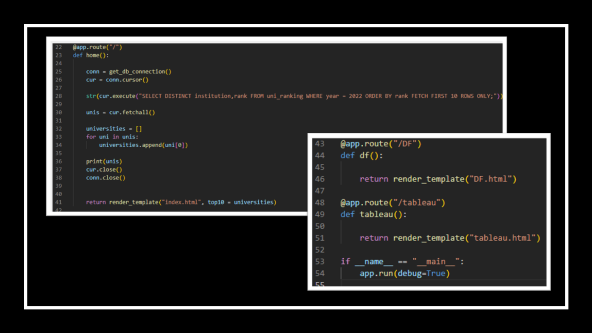 22 @app.route("/")
23 def home():
24
25 conn = get_db_connection()
26 cur = conn.cursor()
27
28 str(cur.execute("SELECT DISTINCT institution,rank FROM uni_ranking WHERE year = 2022 ORDER BY rank FETCH FIRST 10 ROWS ONLY;"))
29
30 unis = cur.fetchall()
31
32 universities = []
33 for uni in unis:
34 universities.append(uni[0])
35
36 print(unis)
37 cur.close()
38 conn.close()
39
40
41 return render_template("index.html", top10 = universities)
42
43 @app.route("/DF")
44 def df():
45
46 return render_template("DF.html")
47
48 @app.route("/tableau")
49 def tableau():
50
51 return render_template("tableau.html")
52
53 if __name__ == "__main__":
54 app.run(debug=True)
55